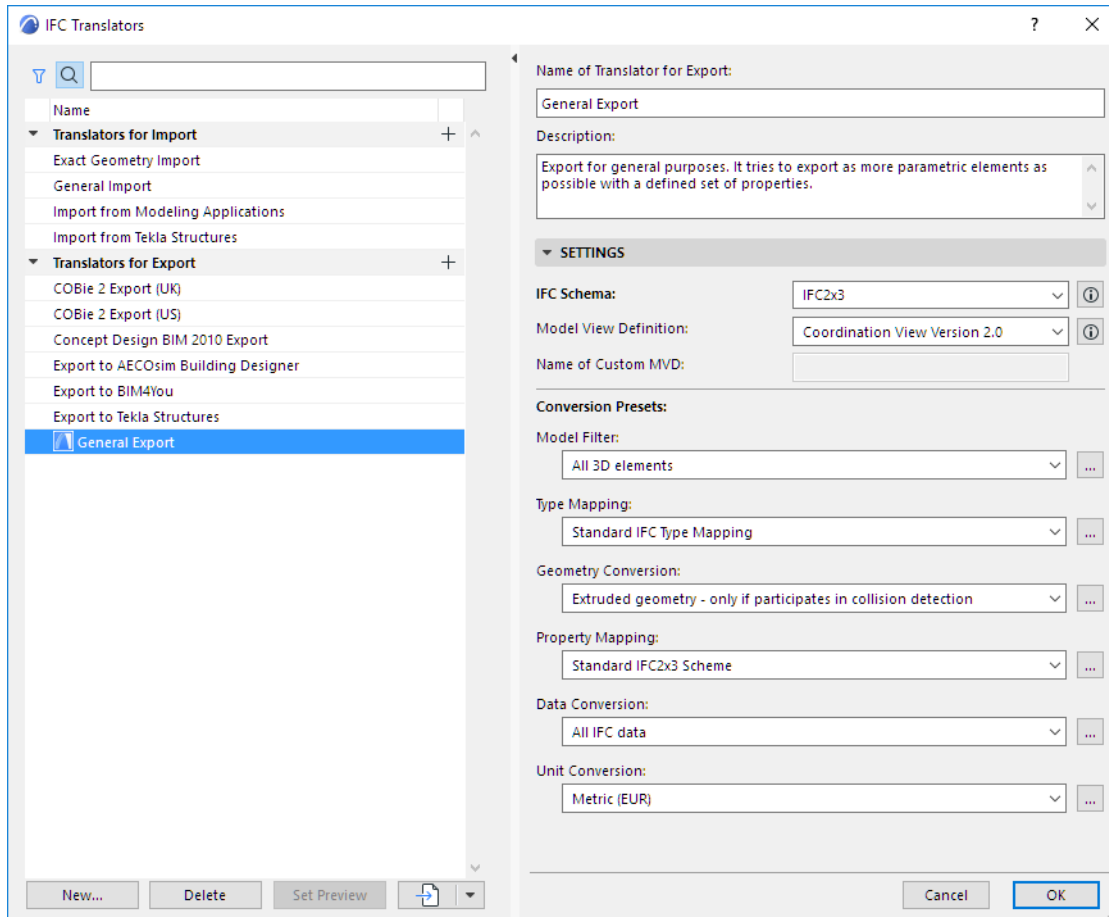 IFC Translators
?
Name
Translators for Import
Exact Geometry Import
General Import
Import from Modeling Applications
Import from Tekla Structures
Translators for Export
COBie 2 Export (UK)
COBie 2 Export (US)
Concept Design BIM 2010 Export
Export to AECOsim Building Designer
Export to BIM4You
Export to Tekla Structures
General Export
New...
Delete
Set Preview
Name of Translator for Export:
General Export
Description:
Export for general purposes. It tries to export as more parametric elements as
possible with a defined set of properties.
SETTINGS
IFC Schema:
IFC2x3
Model View Definition:
Coordination View Version 2.0
Name of Custom MVD:
Conversion Presets:
Model Filter:
All 3D elements
...
Type Mapping:
Standard IFC Type Mapping
...
Geometry Conversion:
Extruded geometry - only if participates in collision detection
...
Property Mapping:
Standard IFC2x3 Scheme
...
Data Conversion:
All IFC data
...
Unit Conversion:
Metric (EUR)
...
Cancel
OK